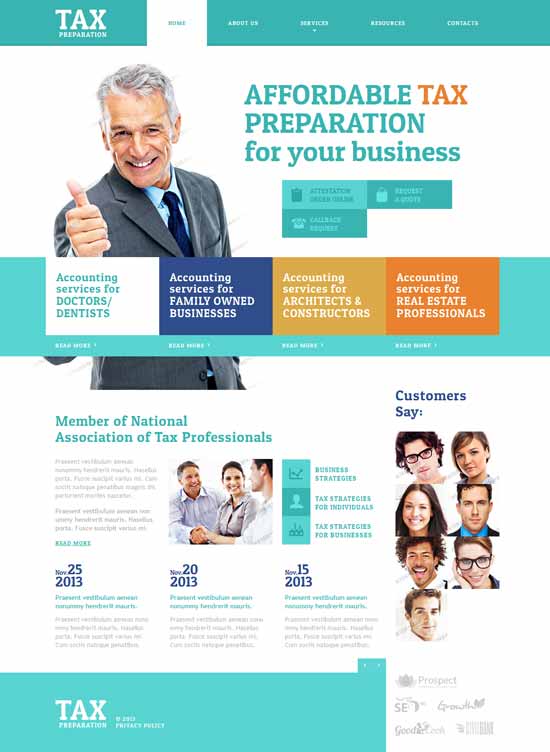 TAX
PREPARATION
HOME
ABOUT US
SERVICES
RESOURCES
CONTACTS
AFFORDABLE TAX
PREPARATION
for your business
ATTESTATION
ORDER ONLINE
REQUEST
A QUOTE
CALLBACK
REQUEST
Accounting
services for
DOCTORS/
DENTISTS
READ MORE
Accounting
services for
FAMILY OWNED
BUSINESSES
READ MORE
Accounting
services for
ARCHITECTS &
CONSTRUCTORS
READ MORE
Accounting
services for
REAL ESTATE
PROFESSIONALS
READ MORE
Member of National
Association of Tax Professionals
Praesent vestibulum aenean
nonummy hendrerit mauris. Hasellus
porta. Fusce suscipit varius mi.
Cum sociis natoque penatibus magnis dis
parturient montes nascetur.
Praesent vestibulum aenean non
ummy hendrerit mauris. Hasellus
porta. Fusce suscipit varius mi.
READ MORE
BUSINESS
STRATEGIES
TAX STRATEGIES
FOR INDIVIDUALS
TAX STRATEGIES
FOR BUSINESSES
Nov.25
2013
Praesent vestibulum aenean
nonummy hendrerit mauris.
Praesent vestibulum aenean nonu
mmy hendrerit mauris. Hasellus
porta. Fusce suscipit varius mi.
Cum sociis natoque penatibus.
Nov.20
2013
Praesent vestibulum aenean
nonummy hendrerit mauris.
Praesent vestibulum aenean nonu
mmy hendrerit mauris. Hasellus
porta. Fusce suscipit varius mi.
Cum sociis natoque penatibus.
Nov.15
2013
Praesent vestibulum aenean
nonummy hendrerit mauris.
Praesent vestibulum aenean nonu
mmy hendrerit mauris. Hasellus
porta. Fusce suscipit varius mi.
Cum sociis natoque penatibus.
Customers
Say:
Prospect
SEO
Growth
Good Cook
BANK
TAX
PREPARATION
© 2013
PRIVACY POLICY